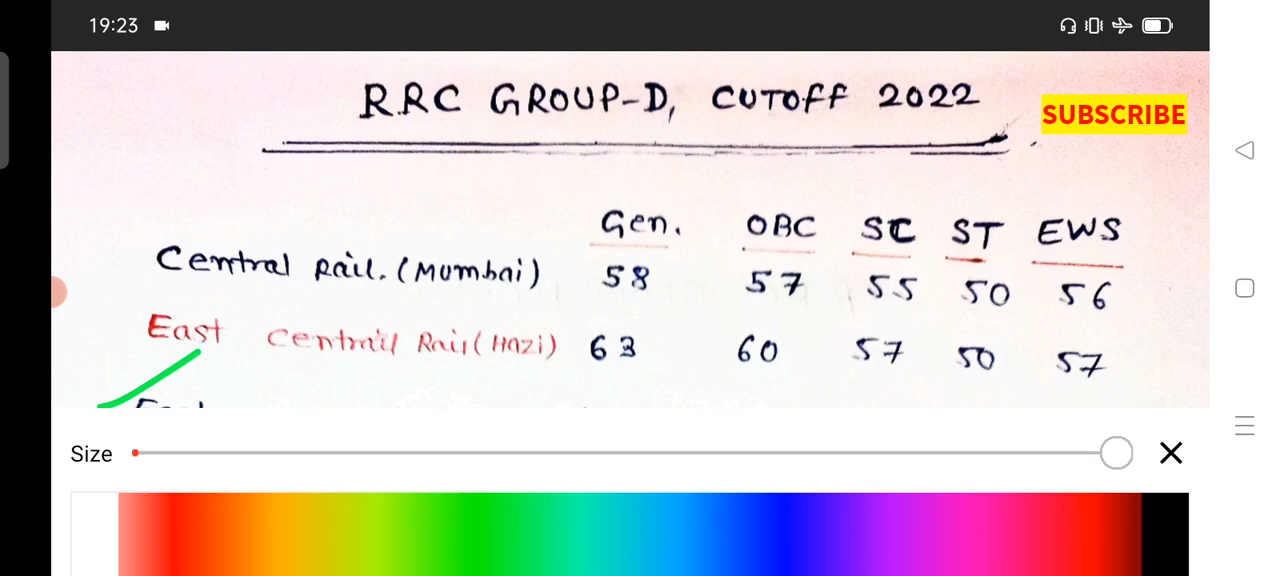 19:23
RRC GROUP-D, CUTOFF 2022
SUBSCRIBE
Gen. OBC SC ST EWS
Central Rail. (Mumbai) 58 57 55 50 56
East Central Rail (Hazi) 63 60 57 50 57
Size